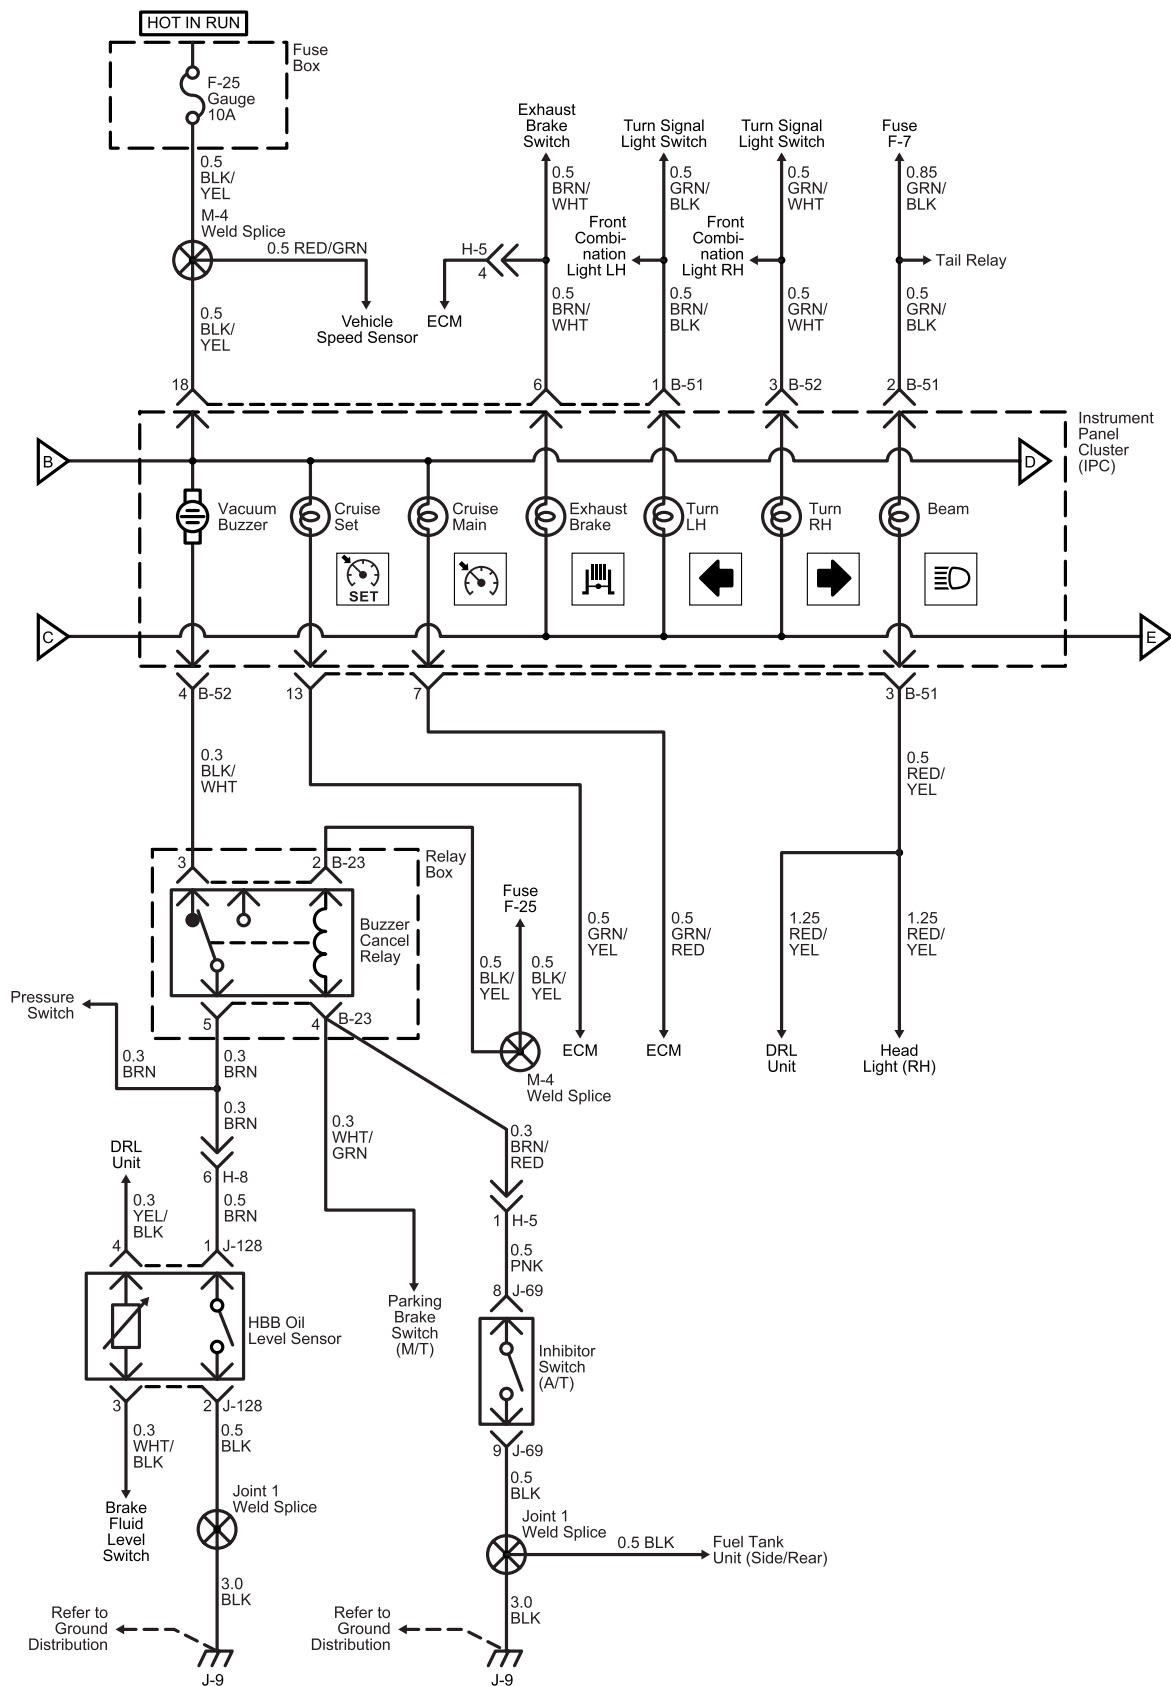 HOT IN RUN
Fuse
Box
F-25
Gauge
10A
0.5
BLK/
YEL
M-4
Weld Splice
0.5 RED/GRN
Vehicle
Speed Sensor
0.5
BLK/
YEL
Exhaust
Brake
Switch
0.5
BRN/
WHT
H-5
4
ECM
0.5
BRN/
WHT
Turn Signal
Light Switch
0.5
GRN/
BLK
Front
Combi-
nation
Light LH
0.5
BRN/
BLK
Turn Signal
Light Switch
0.5
GRN/
WHT
Front
Combi-
nation
Light RH
0.5
GRN/
WHT
Fuse
F-7
0.85
GRN/
BLK
Tail Relay
0.5
GRN/
BLK
18
6
1 B-51
3 B-52
2 B-51
Instrument
Panel
Cluster
(IPC)
B
D
Vacuum
Buzzer
Cruise
Set
Cruise
Main
Exhaust
Brake
Turn
LH
Turn
RH
Beam
SET
C
E
4 B-52
13
7
3 B-51
0.3
BLK/
WHT
0.5
RED/
YEL
3
2 B-23
Relay
Box
Buzzer
Cancel
Relay
5
4 B-23
Fuse
F-25
0.5
BLK/
YEL
0.5
BLK/
YEL
M-4
Weld Splice
0.5
GRN/
YEL
ECM
0.5
GRN/
RED
ECM
1.25
RED/
YEL
DRL
Unit
1.25
RED/
YEL
Head
Light (RH)
Pressure
Switch
0.3
BRN
0.3
BRN
0.3
BRN
6 H-8
0.5
BRN
DRL
Unit
0.3
YEL/
BLK
4
1 J-128
HBB Oil
Level Sensor
3
2 J-128
0.3
WHT/
BLK
Brake
Fluid
Level
Switch
0.5
BLK
Joint 1
Weld Splice
3.0
BLK
Refer to
Ground
Distribution
J-9
0.3
WHT/
GRN
Parking
Brake
Switch
(M/T)
0.3
BRN/
RED
1 H-5
0.5
PNK
8 J-69
Inhibitor
Switch
(A/T)
9 J-69
0.5
BLK
Joint 1
Weld Splice
0.5 BLK
Fuel Tank
Unit (Side/Rear)
3.0
BLK
Refer to
Ground
Distribution
J-9